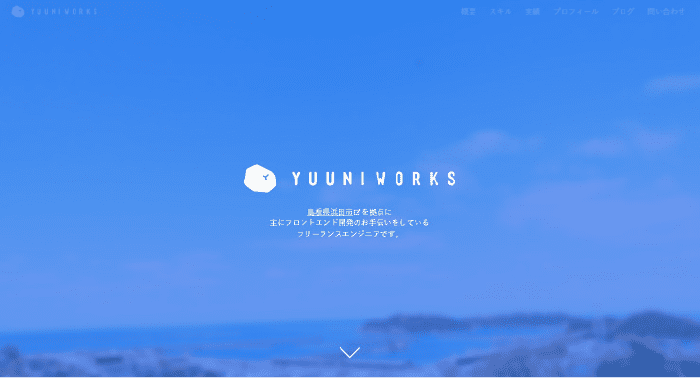 YUUNIWORKS
概要 スキル 実績 プロフィール ブログ 問い合わせ
YUUNIWORKS
島根県浜田市を拠点に
主にフロントエンド開発のお手伝いをしている
フリーランスエンジニアです。